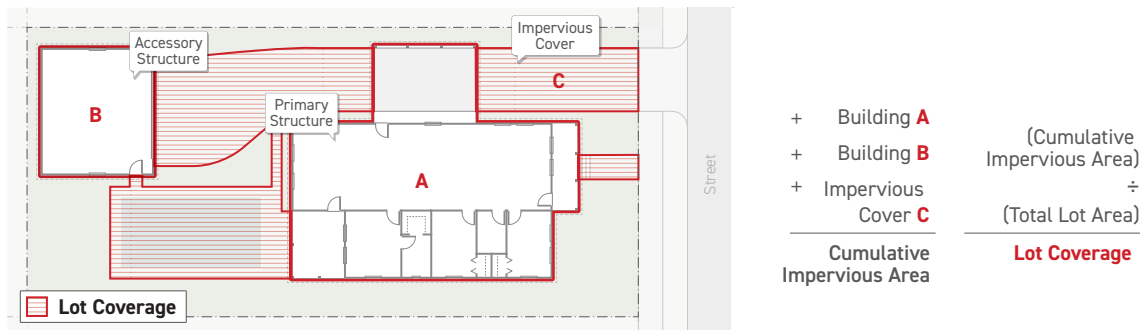 Accessory
Structure
Impervious
Cover
C
B
Primary
Structure
A
Street
Lot Coverage
+ Building A
+ Building B
+ Impervious
Cover C
Cumulative
Impervious Area
(Cumulative
Impervious Area)
÷
(Total Lot Area)
Lot Coverage